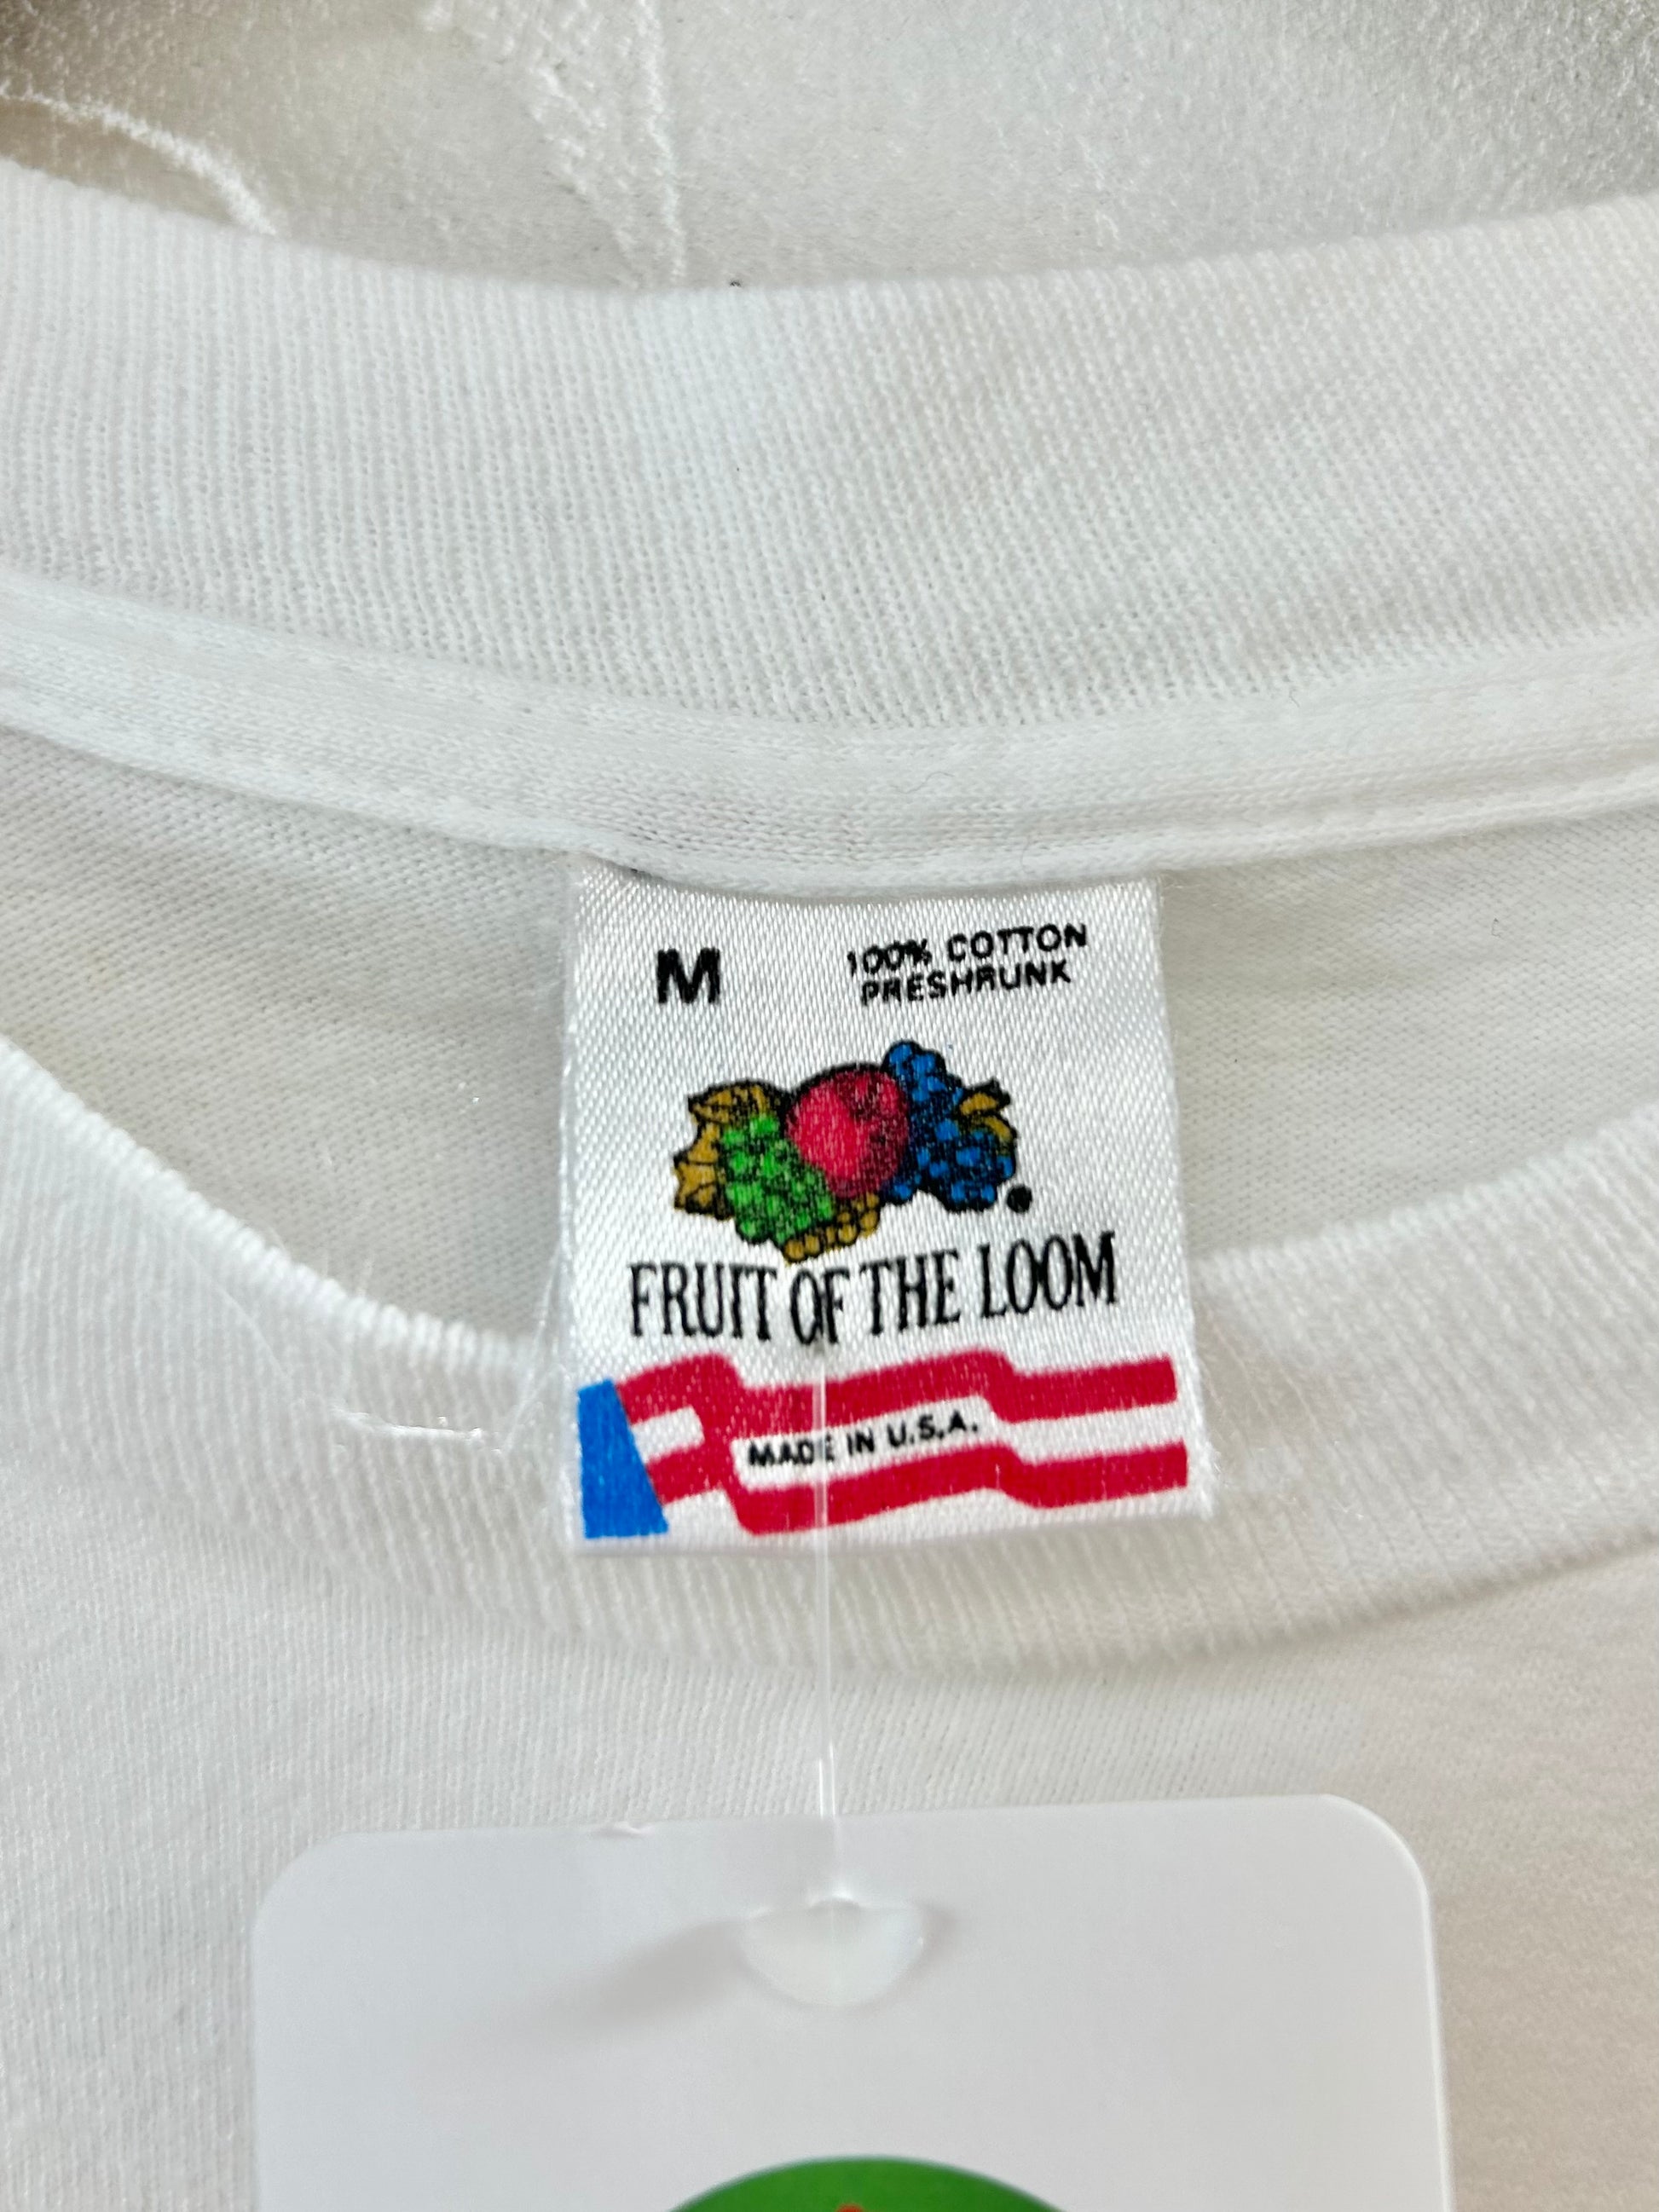 M 100% COTTON
PRESHRUNK
FRUIT OF THE LOOM
MADE IN U.S.A.